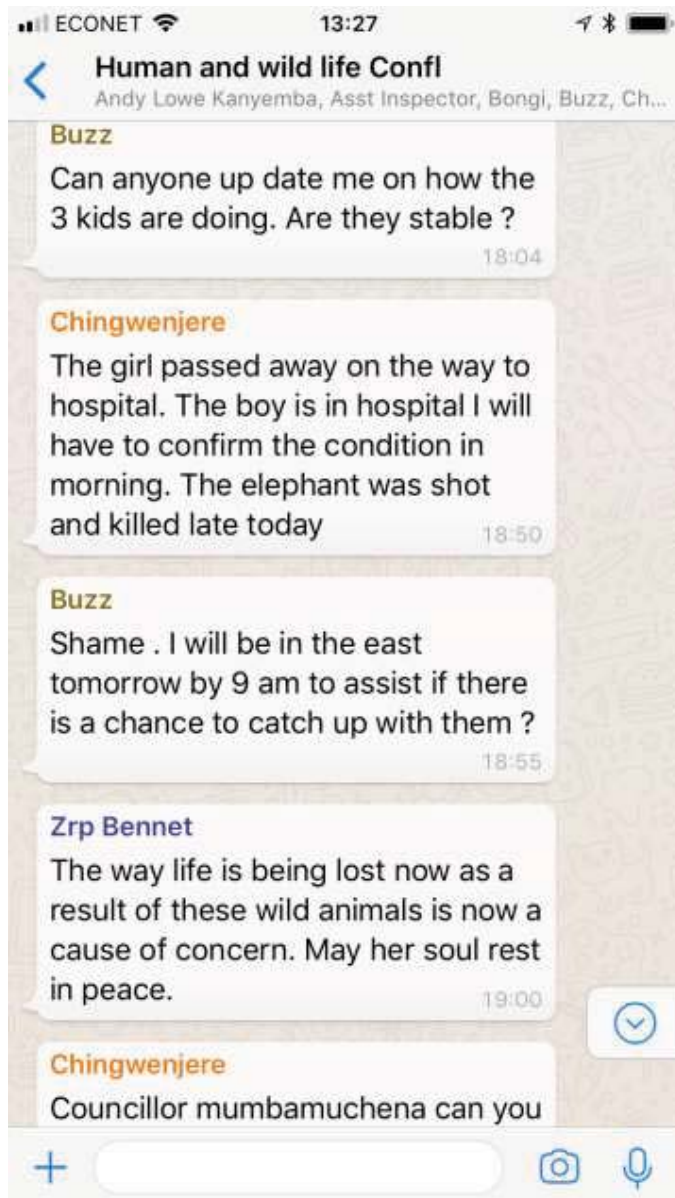 ECONET 13:27
Human and wild life Confl
Andy Lowe Kanyemba, Asst Inspector, Bongi, Buzz, Ch...
Buzz
Can anyone up date me on how the
3 kids are doing. Are they stable ?
18:04
Chingwenjere
The girl passed away on the way to
hospital. The boy is in hospital I will
have to confirm the condition in
morning. The elephant was shot
and killed late today 18:50
Buzz
Shame . I will be in the east
tomorrow by 9 am to assist if there
is a chance to catch up with them ?
18:55
Zrp Bennet
The way life is being lost now as a
result of these wild animals is now a
cause of concern. May her soul rest
in peace. 19:00
Chingwenjere
Councillor mumbamuchena can you